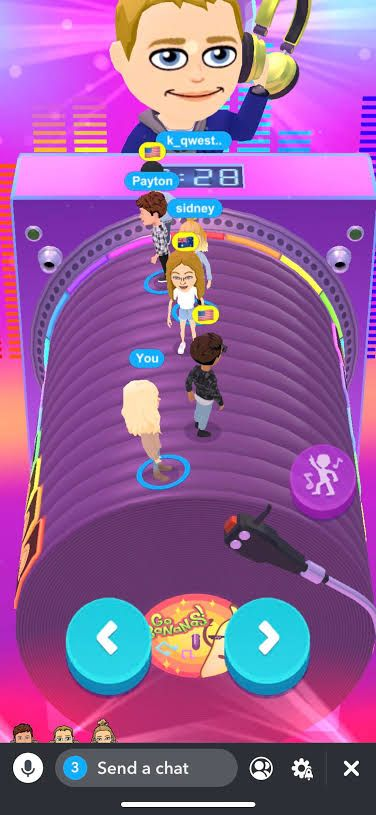 k_qwest..
:28
Payton
sidney
You
GO
BANANAS!
3 Send a chat